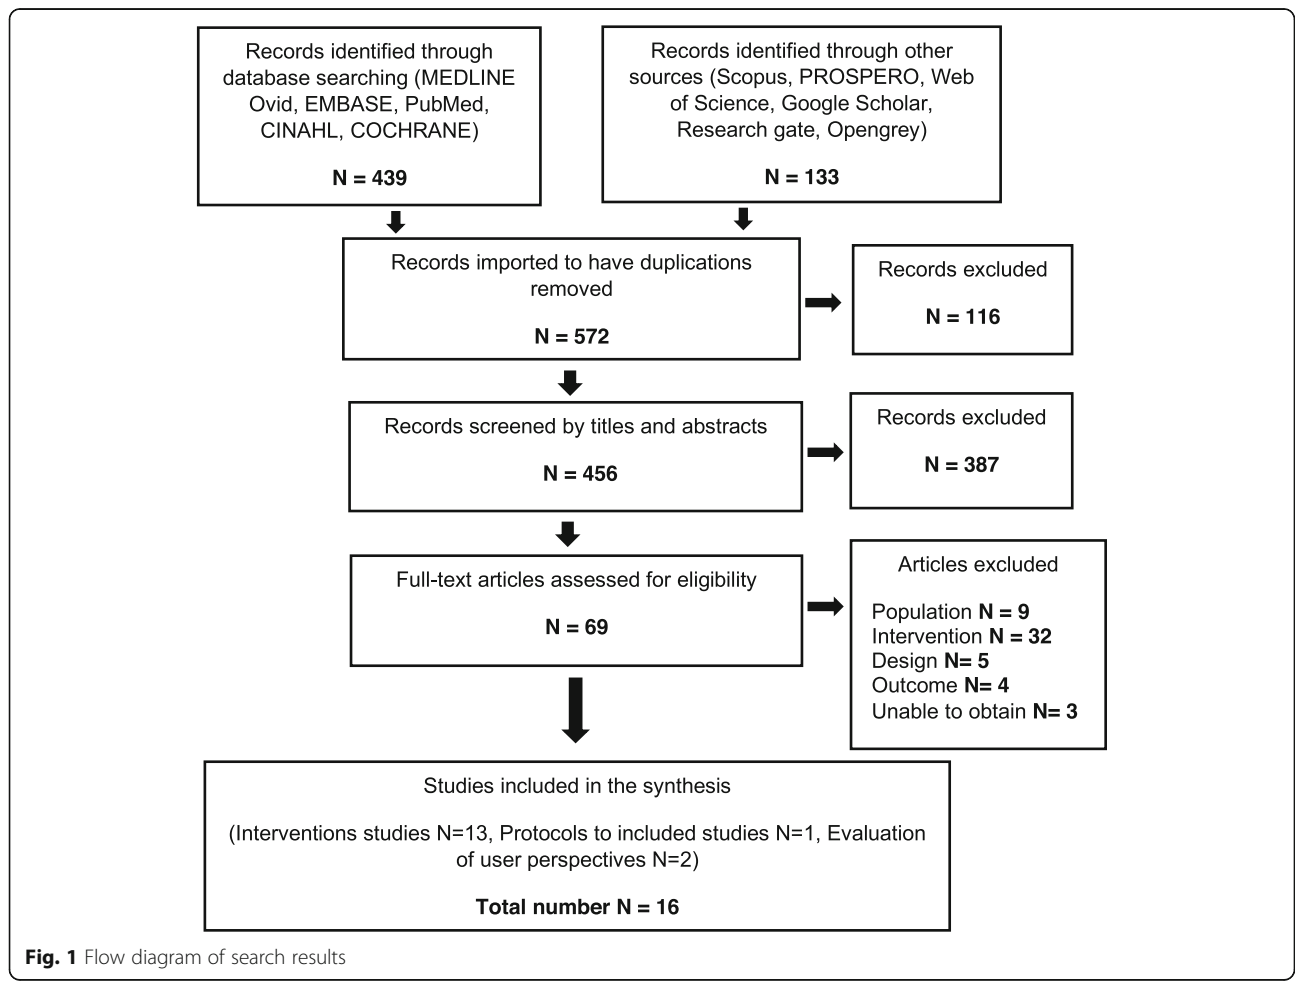 Records identified through
database searching (MEDLINE
Ovid, EMBASE, PubMed,
CINAHL, COCHRANE)
N = 439
Records identified through other
sources (Scopus, PROSPERO, Web
of Science, Google Scholar,
Research gate, Opengrey)
N = 133
Records imported to have duplications
removed
N = 572
Records excluded
N = 116
Records screened by titles and abstracts
N = 456
Records excluded
N = 387
Full-text articles assessed for eligibility
N = 69
Articles excluded
Population N = 9
Intervention N = 32
Design N= 5
Outcome N= 4
Unable to obtain N= 3
Studies included in the synthesis
(Interventions studies N=13, Protocols to included studies N=1, Evaluation
of user perspectives N=2)
Total number N = 16
Fig. 1 Flow diagram of search results